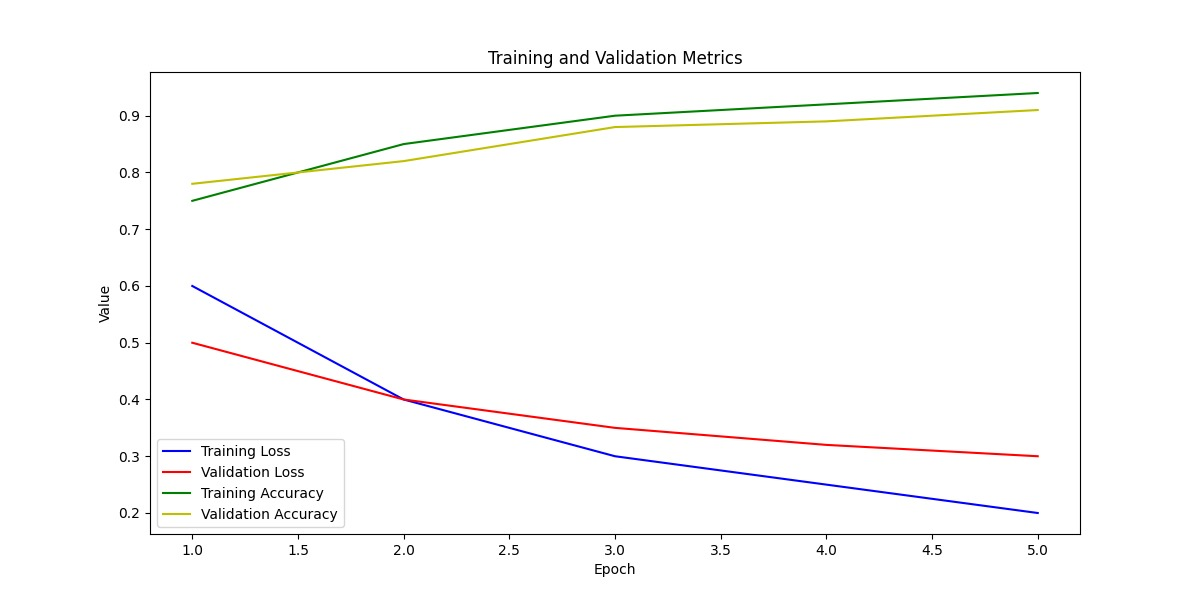 Training and Validation Metrics
Value
0.9
0.8
0.7
0.6
0.5
0.4
0.3
0.2
Training Loss
Validation Loss
Training Accuracy
Validation Accuracy
1.0 1.5 2.0 2.5 3.0 3.5 4.0 4.5 5.0
Epoch